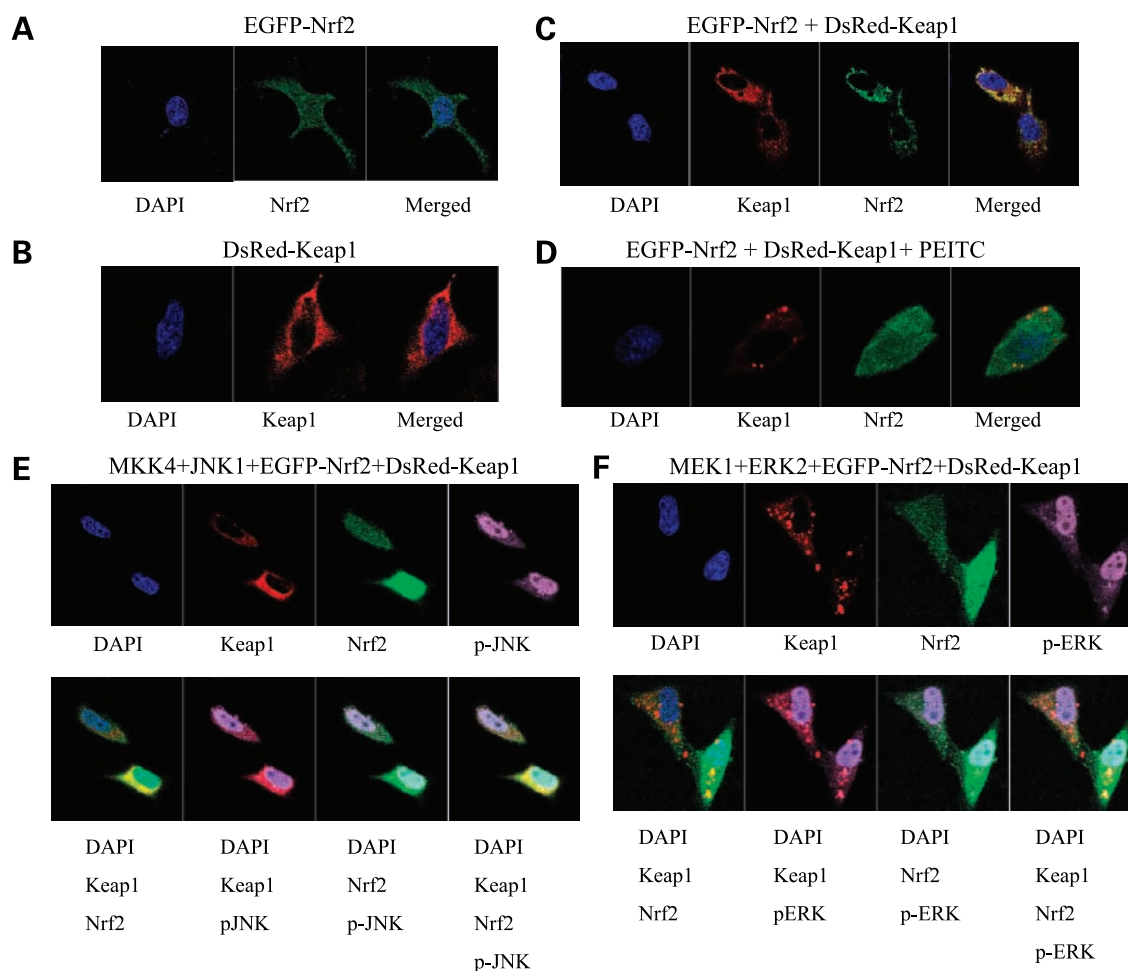 A
EGFP-Nrf2
DAPI
Nrf2
Merged
B
DsRed-Keap1
DAPI
Keap1
Merged
C
EGFP-Nrf2 + DsRed-Keap1
DAPI
Keap1
Nrf2
Merged
D
EGFP-Nrf2 + DsRed-Keap1+ PEITC
DAPI
Keap1
Nrf2
Merged
E
MKK4+JNK1+EGFP-Nrf2+DsRed-Keap1
DAPI
Keap1
Nrf2
p-JNK
DAPI
Keap1
Nrf2
DAPI
Keap1
pJNK
DAPI
Nrf2
p-JNK
DAPI
Keap1
Nrf2
p-JNK
F
MEK1+ERK2+EGFP-Nrf2+DsRed-Keap1
DAPI
Keap1
Nrf2
p-ERK
DAPI
Keap1
Nrf2
DAPI
Keap1
pERK
DAPI
Nrf2
p-ERK
DAPI
Keap1
Nrf2
p-ERK